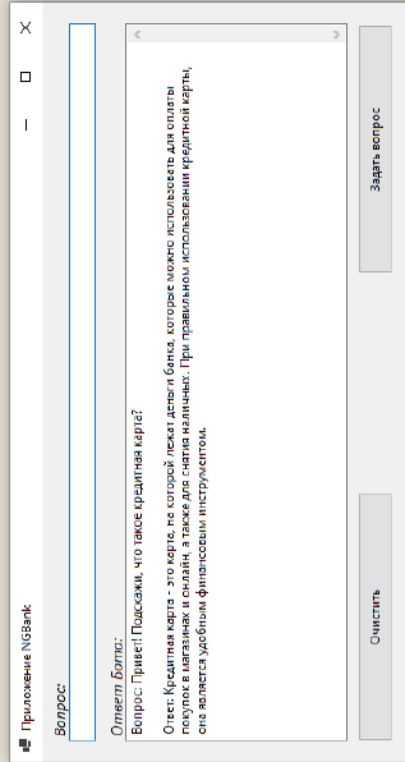 Приложение NGBank
Вопрос:
Ответ Бота:
Вопрос: Привет! Подскажи, что такое кредитная карта?
Ответ: Кредитная карта - это карта, на которой лежат деньги банка, которые можно использовать для оплаты
покупок в магазинах и онлайн, а также для снятия наличных. При правильном использовании кредитной карты,
она является удобным финансовым инструментом.
Очистить
Задать вопрос